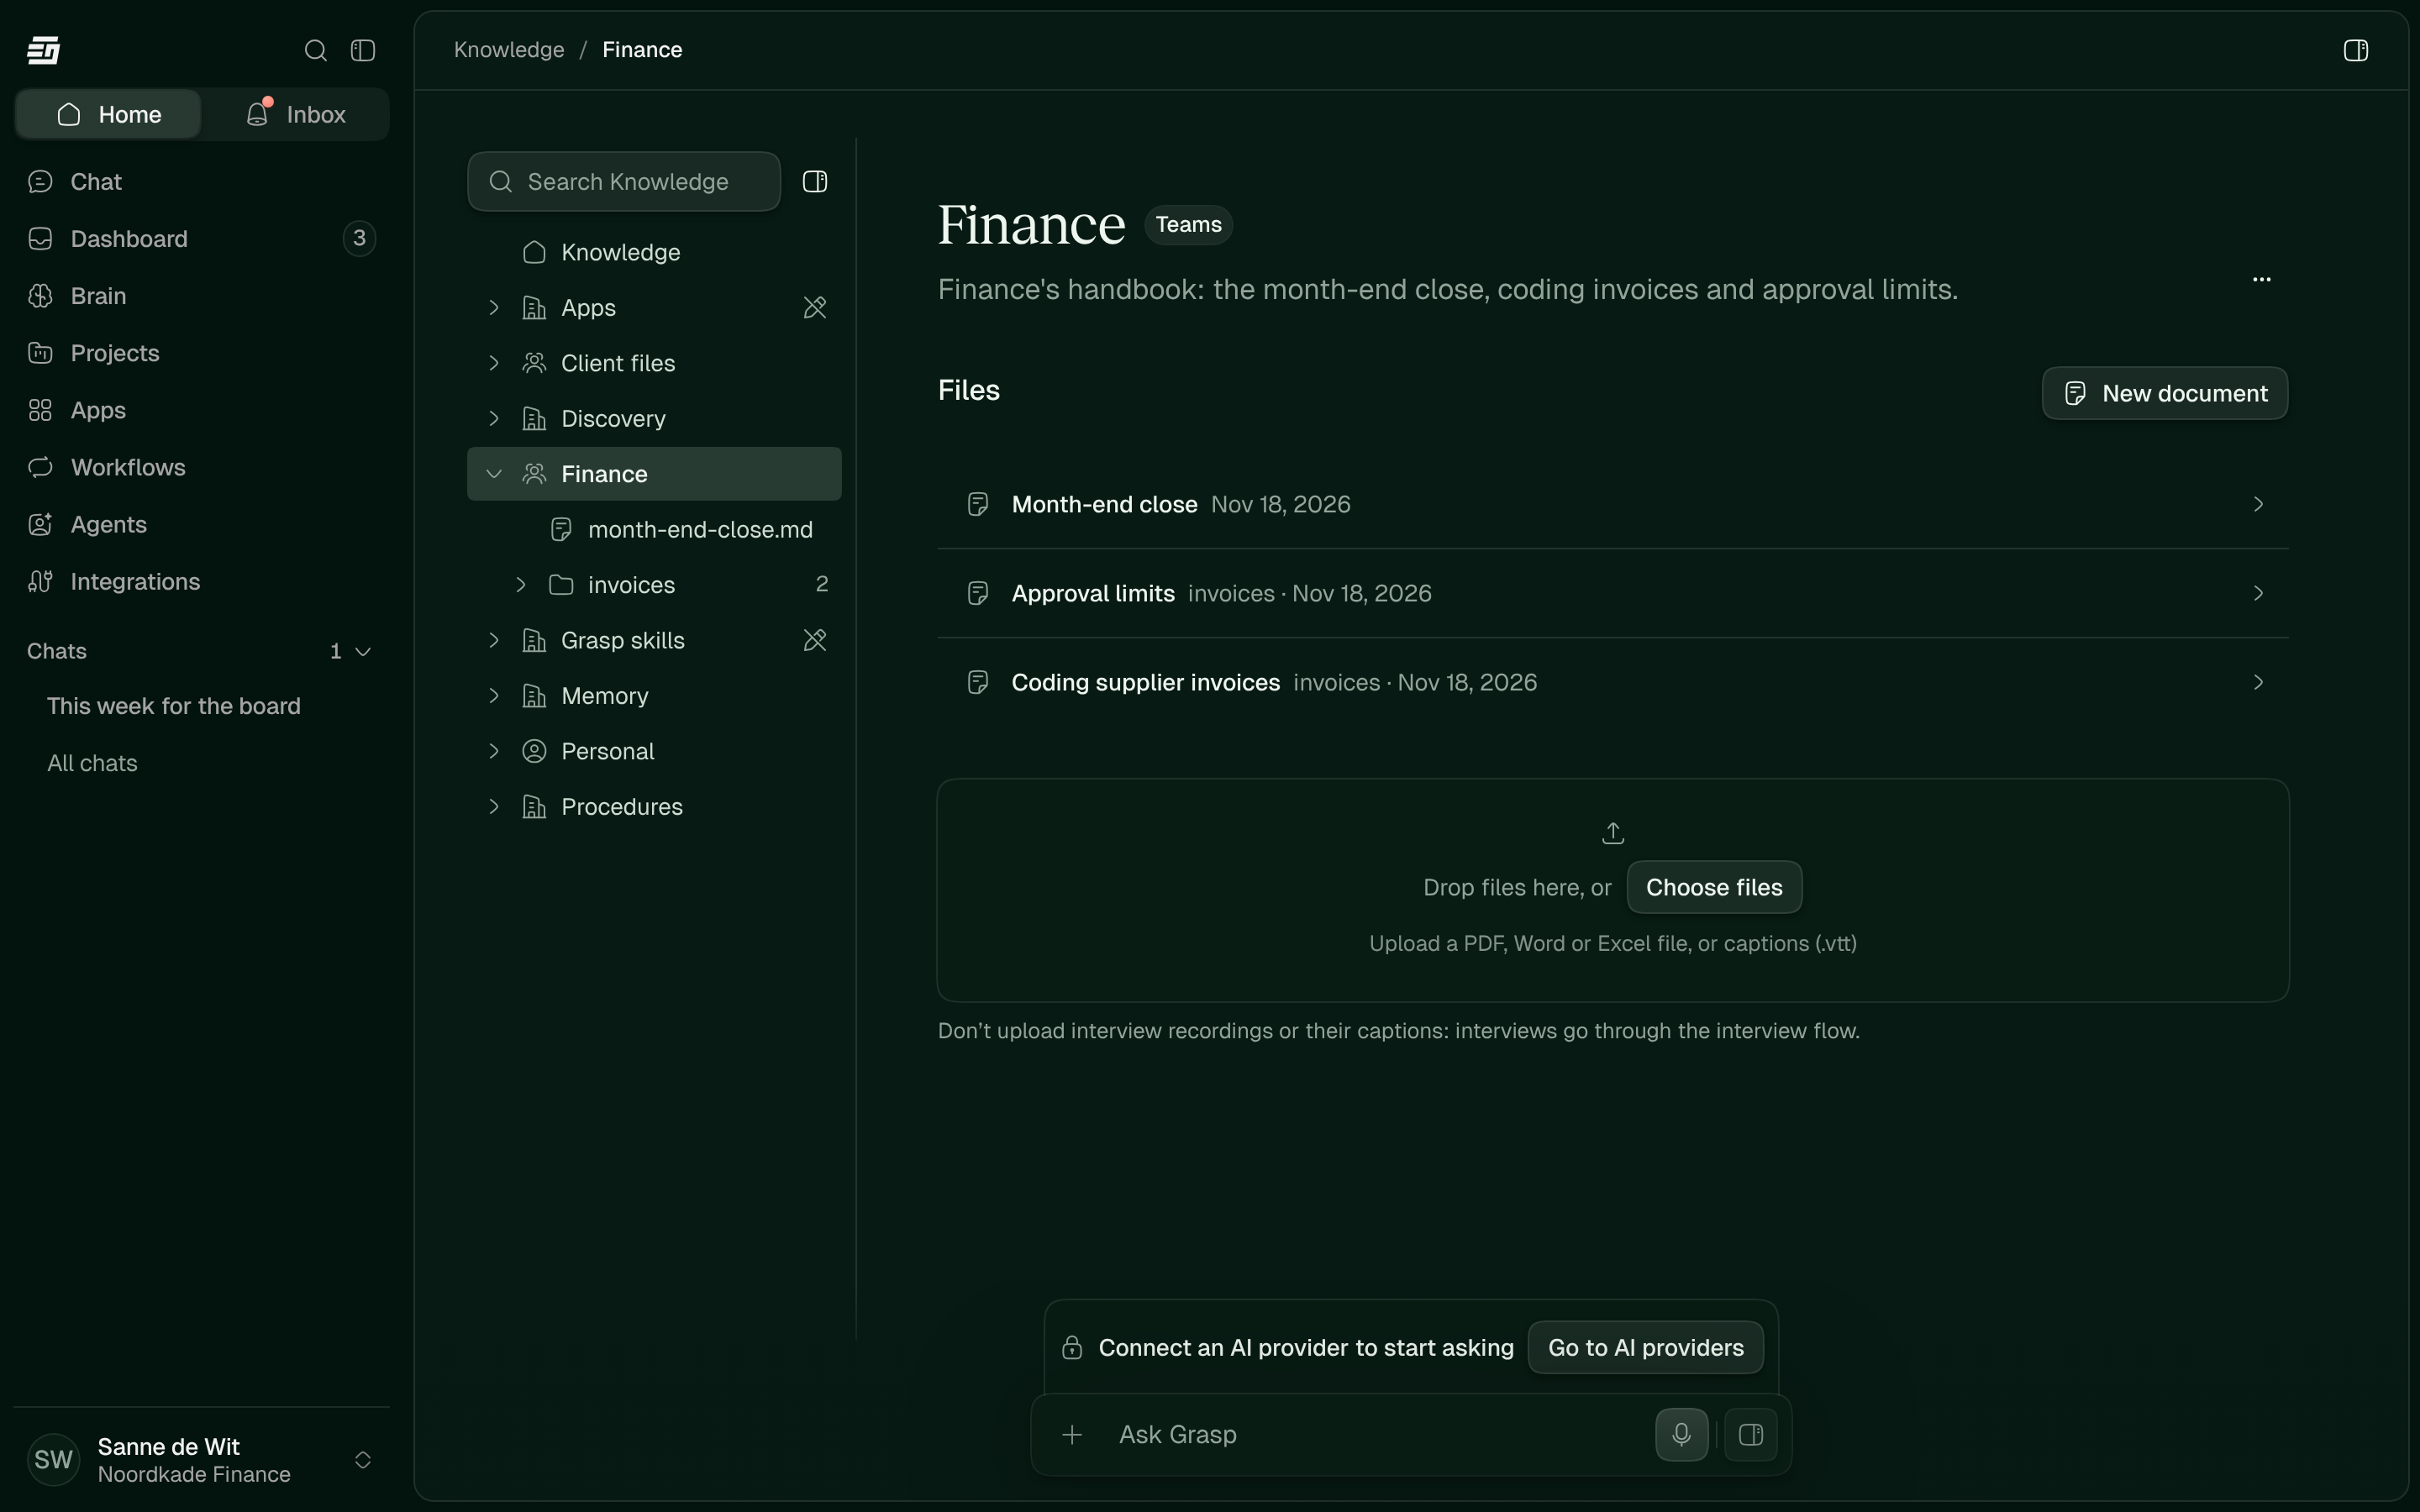 Home
Inbox
Chat
Dashboard 3
Brain
Projects
Apps
Workflows
Agents
Integrations
Chats 1
This week for the board
All chats
SW
Sanne de Wit
Noordkade Finance
Knowledge / Finance
Search Knowledge
Knowledge
Apps
Client files
Discovery
Finance
month-end-close.md
invoices 2
Grasp skills
Memory
Personal
Procedures
Finance Teams
Finance's handbook: the month-end close, coding invoices and approval limits.
Files
New document
Month-end close Nov 18, 2026
Approval limits invoices · Nov 18, 2026
Coding supplier invoices invoices · Nov 18, 2026
Drop files here, or Choose files
Upload a PDF, Word or Excel file, or captions (.vtt)
Don’t upload interview recordings or their captions: interviews go through the interview flow.
Connect an AI provider to start asking Go to AI providers
Ask Grasp